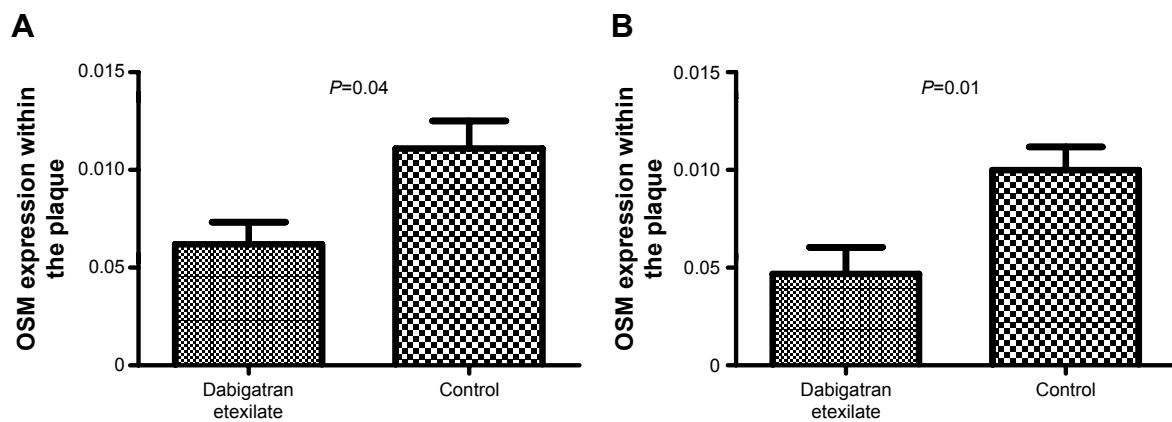 A
OSM expression within
the plaque
0.015
0.010
0.05
0
P=0.04
Dabigatran
etexilate
Control
B
OSM expression within
the plaque
0.015
0.010
0.05
0
P=0.01
Dabigatran
etexilate
Control